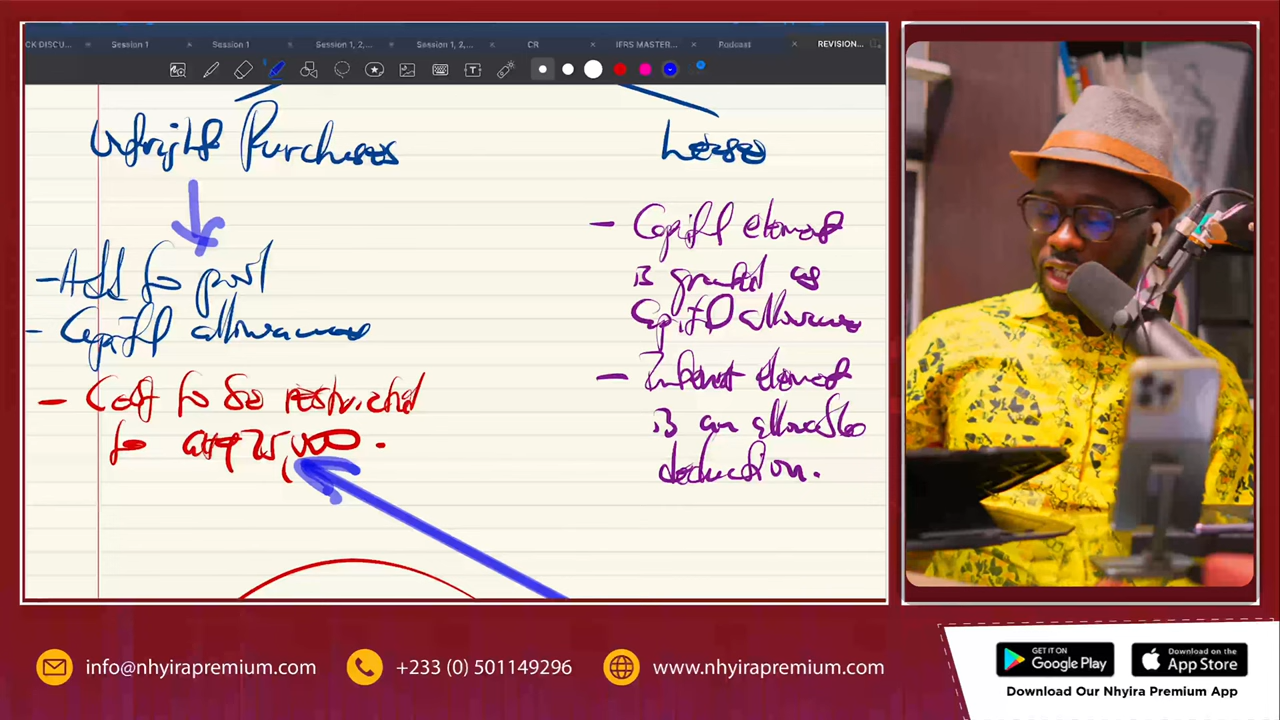 CK-DISCU... Session 1 Session 1 Session 1, 2,... Session 1, 2,... CR IFRS MASTER... Podcast REVISION...
Outright Purchases
Lease
- Add to pool
- Capital allowances
- Cost to be restricted
to GH¢ 75,000.
- Capital element
is granted as
Capital allowance
- Interest element
is an allowable
deduction.
info@nhyirapremium.com
+233 (0) 501149296
www.nhyirapremium.com
GET IT ON
Google Play
Download on the
App Store
Download Our Nhyira Premium App